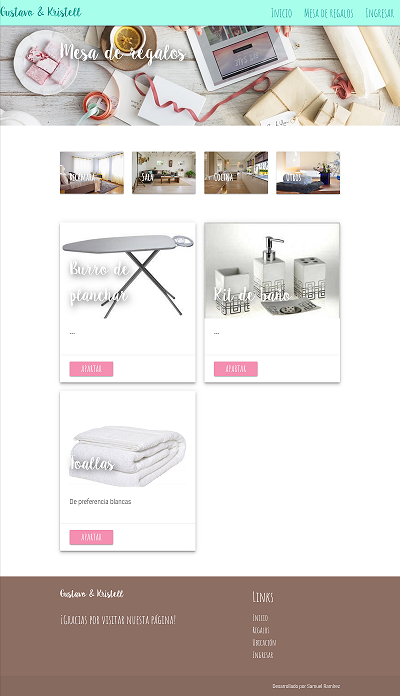 Gustavo & Kristell
Inicio Mesa de regalos Ingresar
Mesa de regalos
Recámara
Sala
Cocina
Otros
Burro de
planchar
Kit de baño
...
...
APARTAR
APARTAR
Toallas
De preferencia blancas
APARTAR
Gustavo & Kristell
¡Gracias por visitar nuesta página!
Links
Inicio
Regalos
Ubicación
Ingresar
Desarrollado por Samuel Ramírez